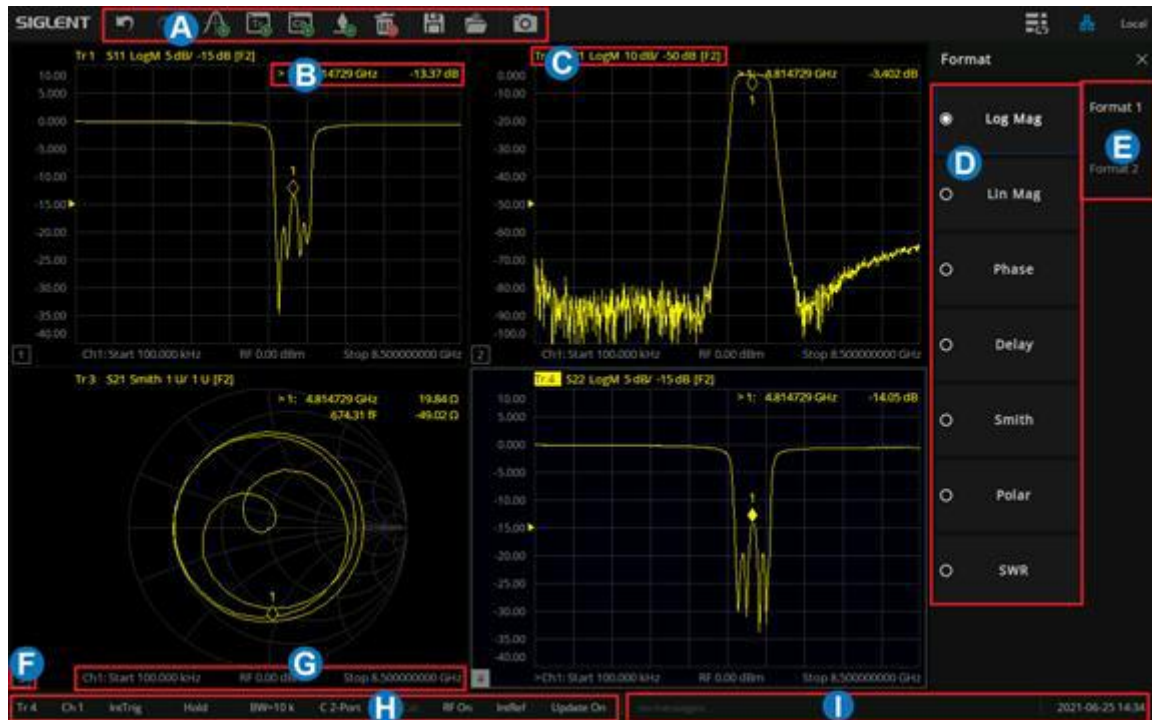 SIGLENT A Local
Tr 1 S11 LogM 5 dB/ -15 dB [F2]
B 14729 GHz -13.37 dB
10.00
5.000
0.000
-5.000
-10.00
-15.00
-20.00
-25.00
-30.00
-35.00
-40.00
1
1
Ch1: Start 100.000 kHz RF 0.00 dBm Stop 8.500000000 GHz
C 1 LogM 10 dB/ -50 dB [F2]
> 1: 4.814729 GHz -3.402 dB
0.000
-10.00
-20.00
-30.00
-40.00
-50.00
-60.00
-70.00
-80.00
-90.00
-100.0
1
2
Ch1: Start 100.000 kHz RF 0.00 dBm Stop 8.500000000 GHz
Tr 3 S21 Smith 1 U/ 1 U [F2]
> 1: 4.814729 GHz 19.84 Ω
674.31 fF -49.02 Ω
1
F
G
Ch1: Start 100.000 kHz RF 0.00 dBm Stop 8.500000000 GHz
Tr 4 S22 LogM 5 dB/ -15 dB [F2]
> 1: 4.814729 GHz -14.05 dB
10.00
5.000
0.000
-5.000
-10.00
-15.00
-20.00
-25.00
-30.00
-35.00
-40.00
1
4
>Ch1: Start 100.000 kHz RF 0.00 dBm Stop 8.500000000 GHz
Format ×
Log Mag
D
Lin Mag
Phase
Delay
Smith
Polar
SWR
Format 1
E
Format 2
Tr 4 Ch 1 IntTrig Hold BW=10 k C 2-Port H RF On IntRef Update On
I 2021-06-25 14:34